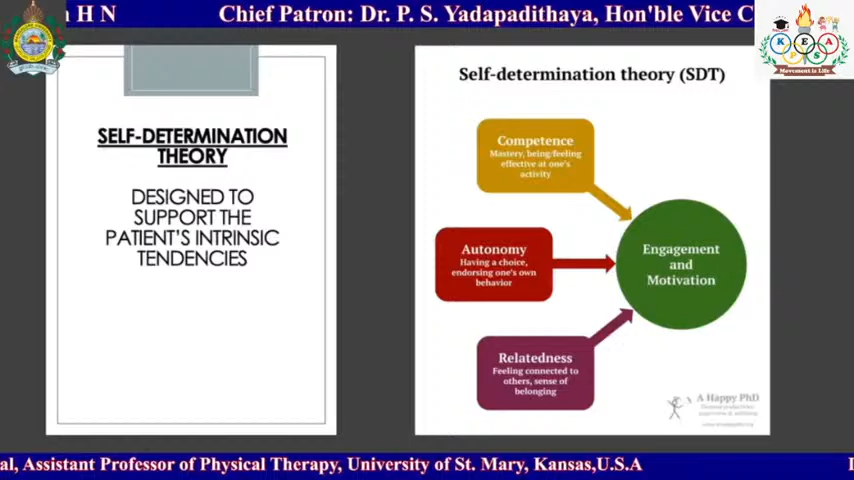 n H N
Chief Patron: Dr. P. S. Yadapadithaya, Hon'ble Vice C
K E A
P S
Movement is Life
SELF-DETERMINATION
THEORY
DESIGNED TO
SUPPORT THE
PATIENT'S INTRINSIC
TENDENCIES
Self-determination theory (SDT)
Competence
Mastery, being/feeling
effective at one's
activity
Autonomy
Having a choice,
endorsing one's own
behavior
Relatedness
Feeling connected to
others, sense of
belonging
Engagement
and
Motivation
A Happy PhD
al, Assistant Professor of Physical Therapy, University of St. Mary, Kansas,U.S.A